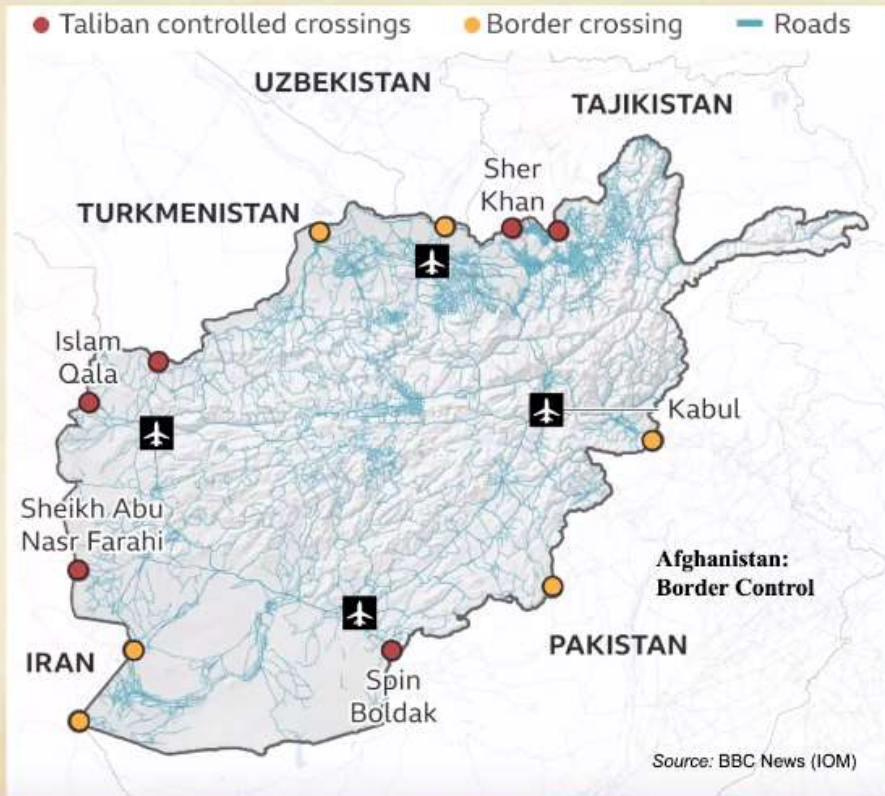 Taliban controlled crossings
Border crossing
Roads
UZBEKISTAN
TAJIKISTAN
Sher
Khan
TURKMENISTAN
Islam
Qala
Kabul
Sheikh Abu
Nasr Farahi
Afghanistan:
Border Control
PAKISTAN
IRAN
Spin
Boldak
Source: BBC News (IOM)